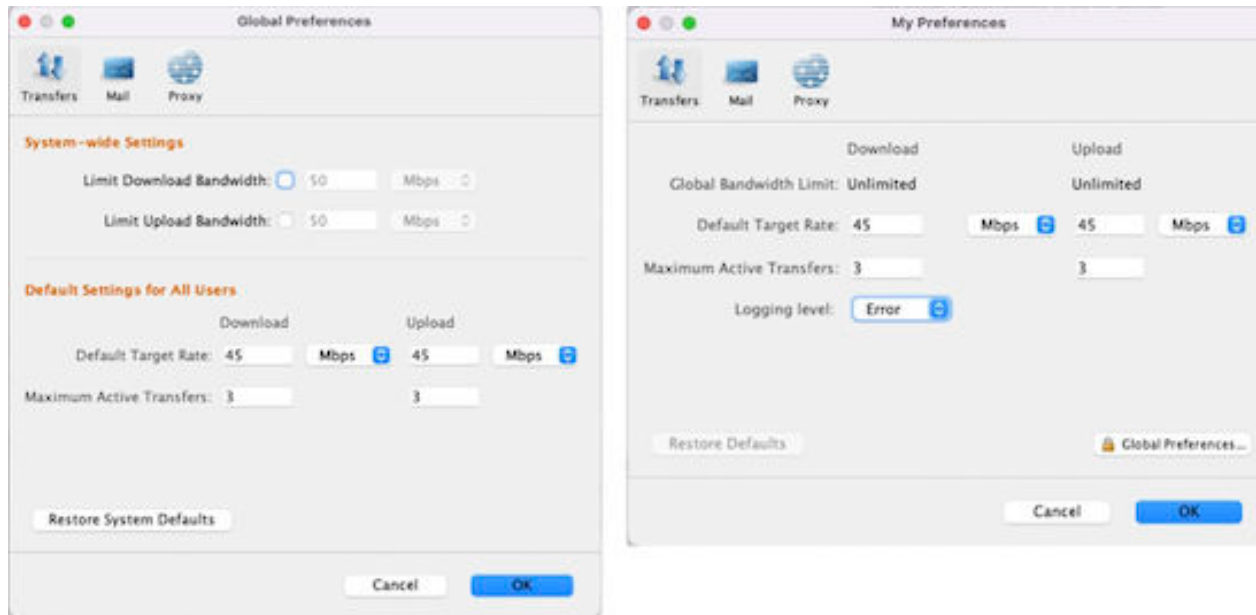 Global Preferences
Transfers Mail Proxy
System-wide Settings
Limit Download Bandwidth: 50 Mbps
Limit Upload Bandwidth: 50 Mbps
Default Settings for All Users
Download Upload
Default Target Rate: 45 Mbps 45 Mbps
Maximum Active Transfers: 3 3
Restore System Defaults
Cancel OK
My Preferences
Transfers Mail Proxy
Download Upload
Global Bandwidth Limit: Unlimited Unlimited
Default Target Rate: 45 Mbps 45 Mbps
Maximum Active Transfers: 3 3
Logging level: Error
Restore Defaults Global Preferences...
Cancel OK